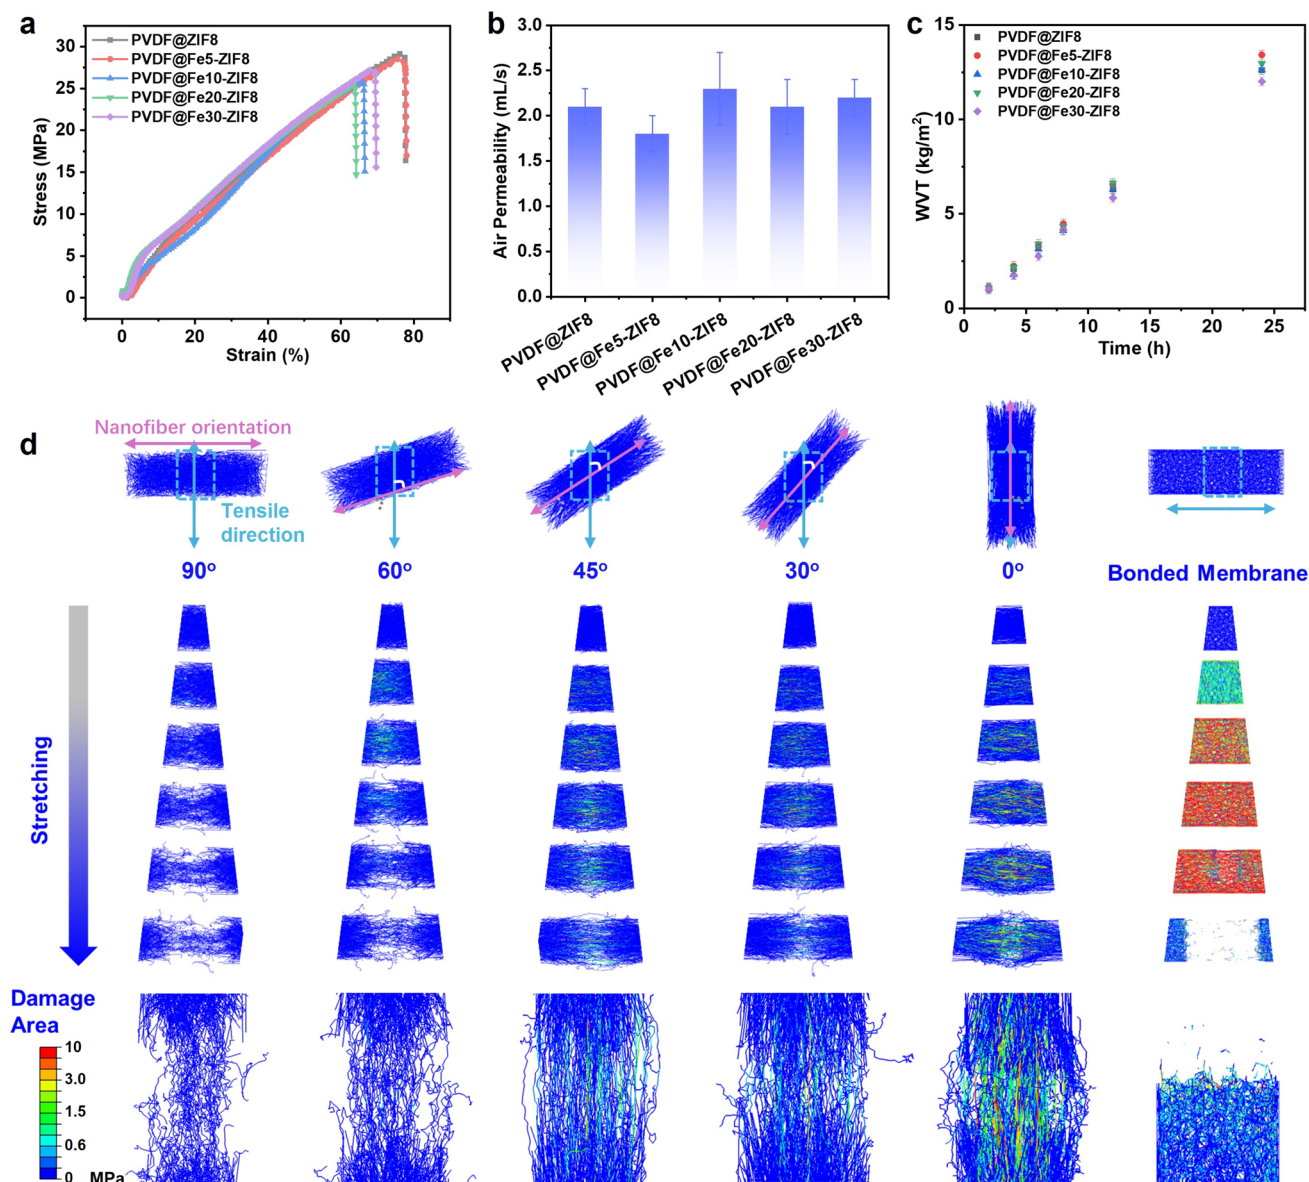 a
30
25
20
15
10
5
0
0
20
40
60
80
Stress (MPa)
Strain (%)
PVDF@ZIF8
PVDF@Fe5-ZIF8
PVDF@Fe10-ZIF8
PVDF@Fe20-ZIF8
PVDF@Fe30-ZIF8
b
3.0
2.5
2.0
1.5
1.0
0.5
0.0
Air Permeability (mL/s)
PVDF@ZIF8
PVDF@Fe5-ZIF8
PVDF@Fe10-ZIF8
PVDF@Fe20-ZIF8
PVDF@Fe30-ZIF8
c
15
10
5
0
0
5
10
15
20
25
WVT (kg/m²)
Time (h)
PVDF@ZIF8
PVDF@Fe5-ZIF8
PVDF@Fe10-ZIF8
PVDF@Fe20-ZIF8
PVDF@Fe30-ZIF8
d
Nanofiber orientation
Tensile
direction
90°
60°
45°
30°
0°
Bonded Membrane
Stretching
Damage
Area
10
3.0
1.5
0.6
0 MPa